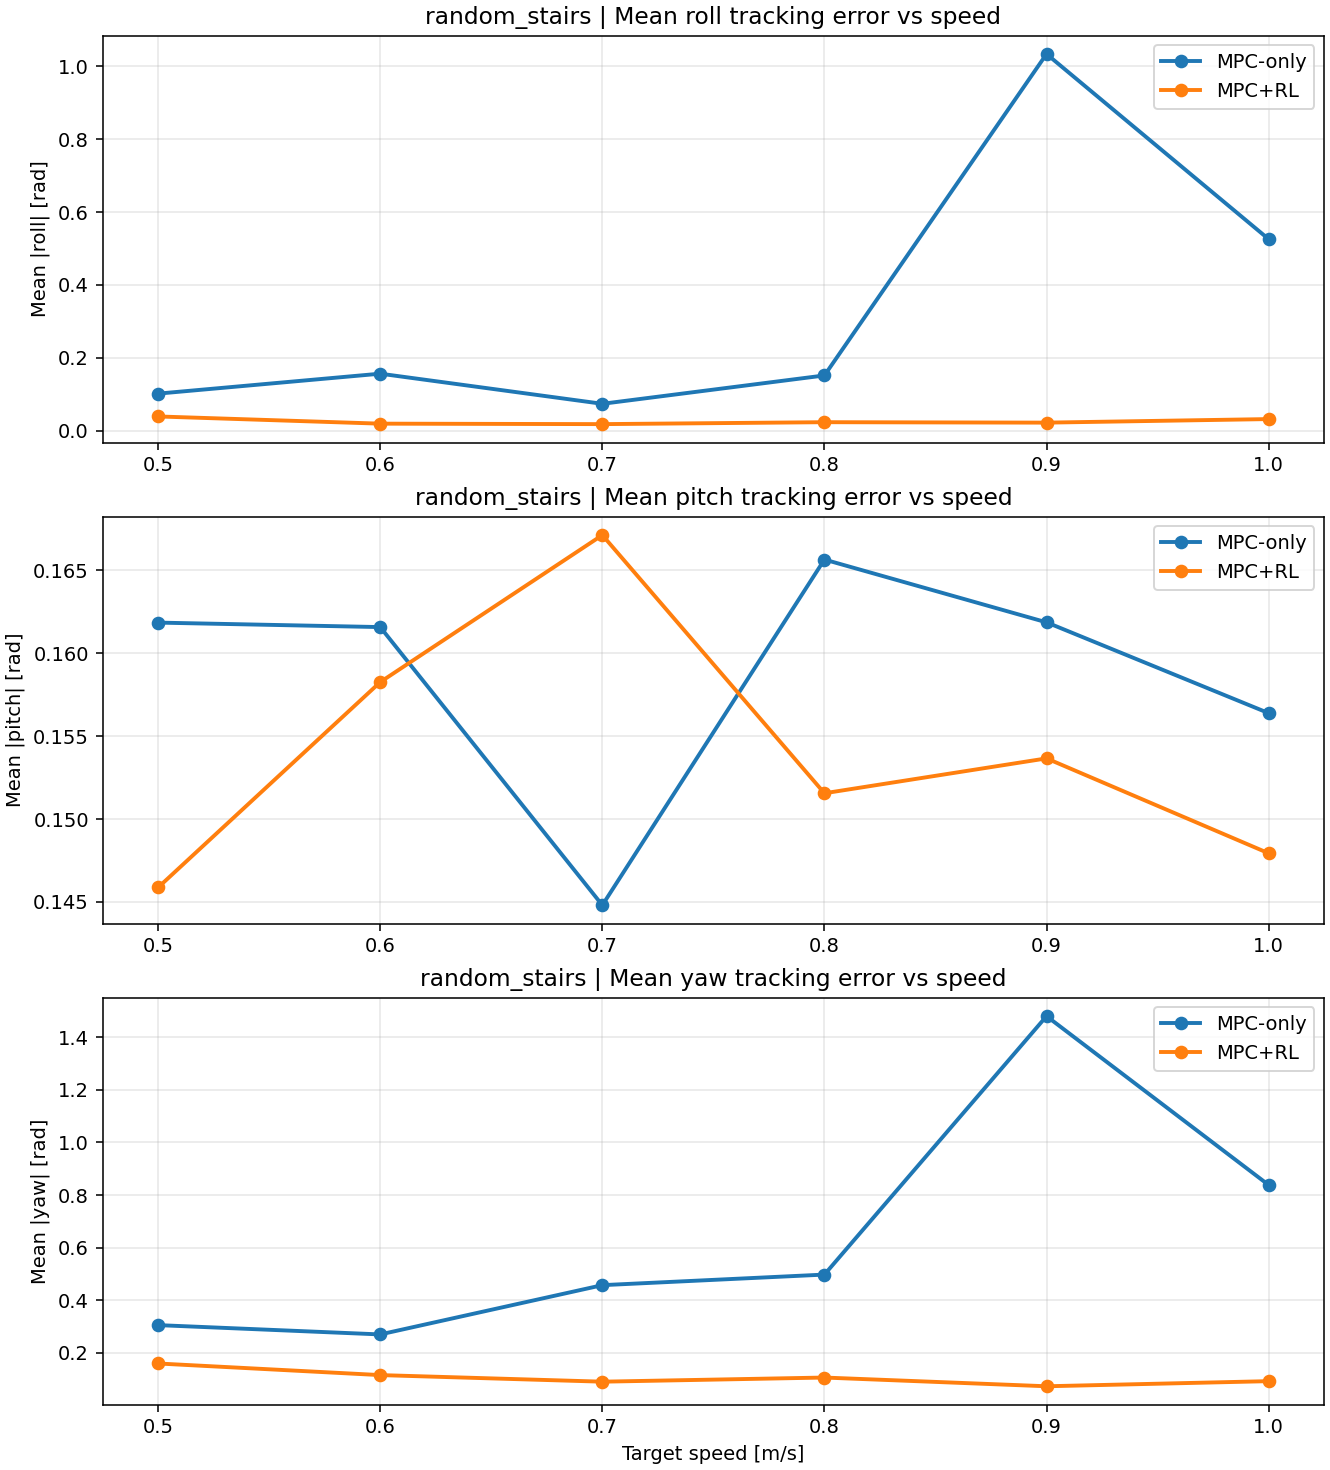 random_stairs | Mean roll tracking error vs speed
Mean |roll| [rad]
1.0
0.8
0.6
0.4
0.2
0.0
MPC-only
MPC+RL
0.5 0.6 0.7 0.8 0.9 1.0
random_stairs | Mean pitch tracking error vs speed
Mean |pitch| [rad]
0.165
0.160
0.155
0.150
0.145
MPC-only
MPC+RL
0.5 0.6 0.7 0.8 0.9 1.0
random_stairs | Mean yaw tracking error vs speed
Mean |yaw| [rad]
1.4
1.2
1.0
0.8
0.6
0.4
0.2
MPC-only
MPC+RL
0.5 0.6 0.7 0.8 0.9 1.0
Target speed [m/s]